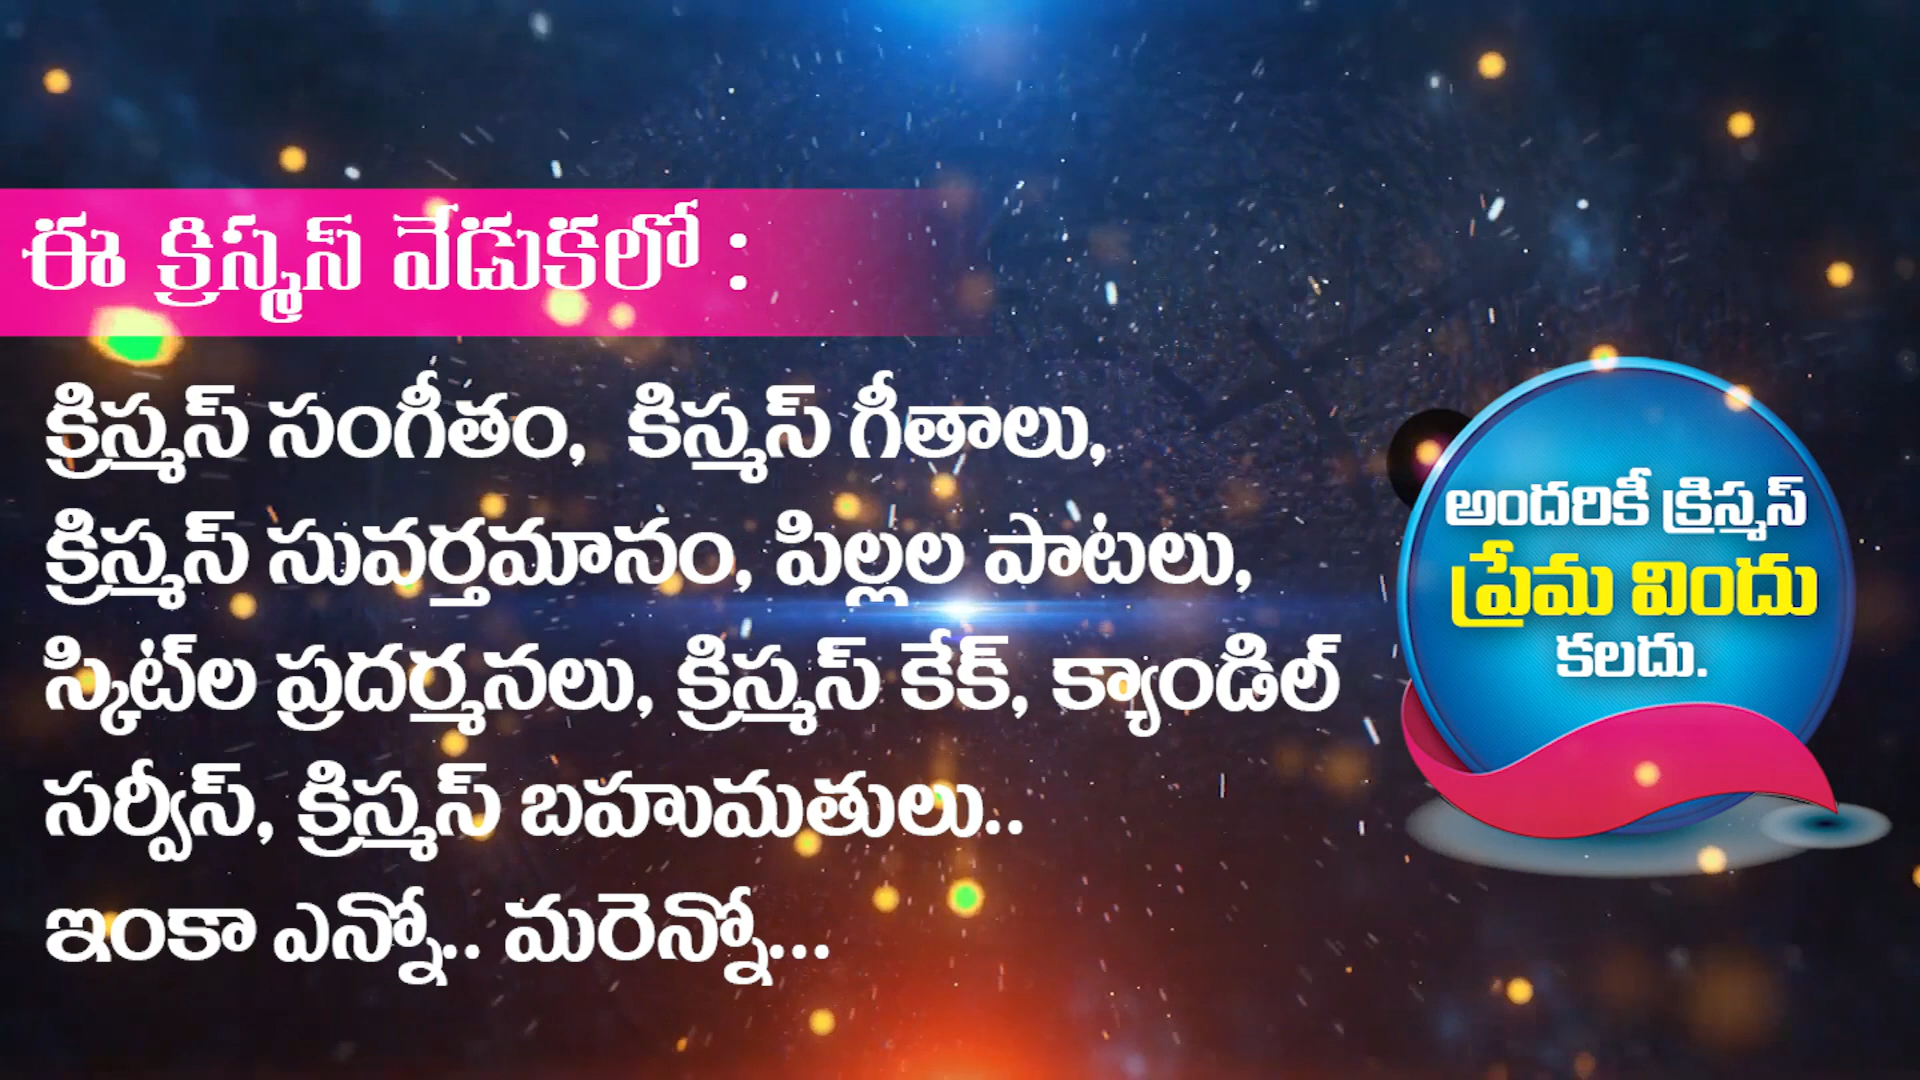 ఈ క్రిస్మస్ వేడుకలో :
క్రిస్మస్ సంగీతం, కిస్మస్ గీతాలు,
క్రిస్మస్ సువర్తమానం, పిల్లల పాటలు,
స్కిట్‌ల ప్రదర్మనలు, క్రిస్మస్ కేక్, క్యాండిల్
సర్వీస్, క్రిస్మస్ బహుమతులు..
ఇంకా ఎన్నో.. మరెన్నో...
అందరికీ క్రిస్మస్
ప్రేమ విందు
కలదు.